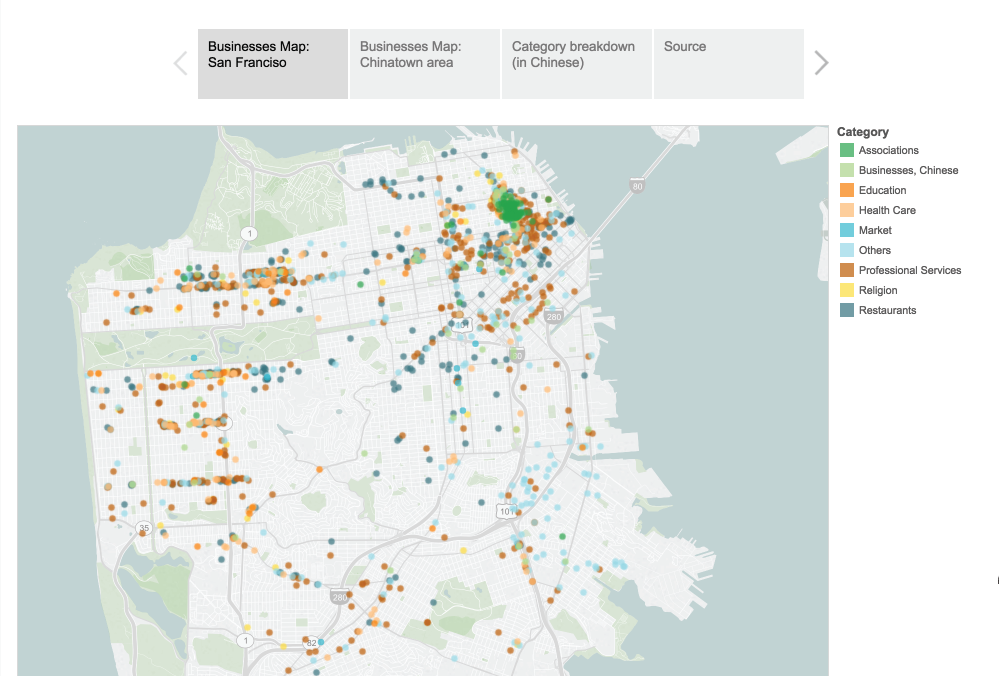 Businesses Map:
San Franciso
Businesses Map:
Chinatown area
Category breakdown
(in Chinese)
Source
Category
Associations
Businesses, Chinese
Education
Health Care
Market
Others
Professional Services
Religion
Restaurants
80
1
101
280
80
101
35
280
1
82